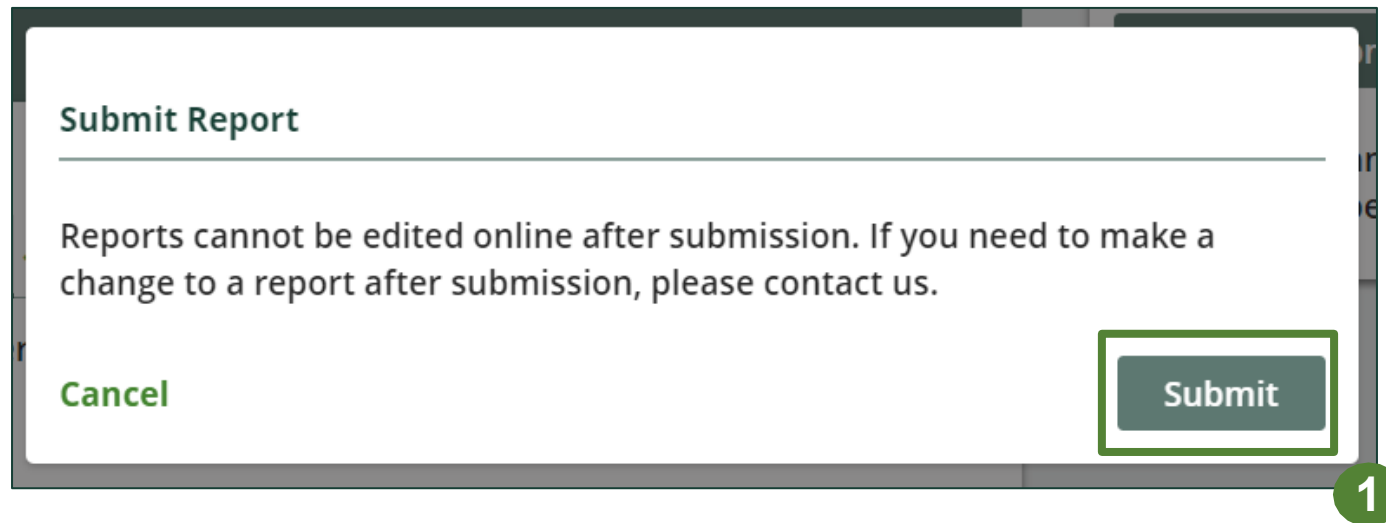 Submit Report
Reports cannot be edited online after submission. If you need to make a
change to a report after submission, please contact us.
Cancel
Submit
1